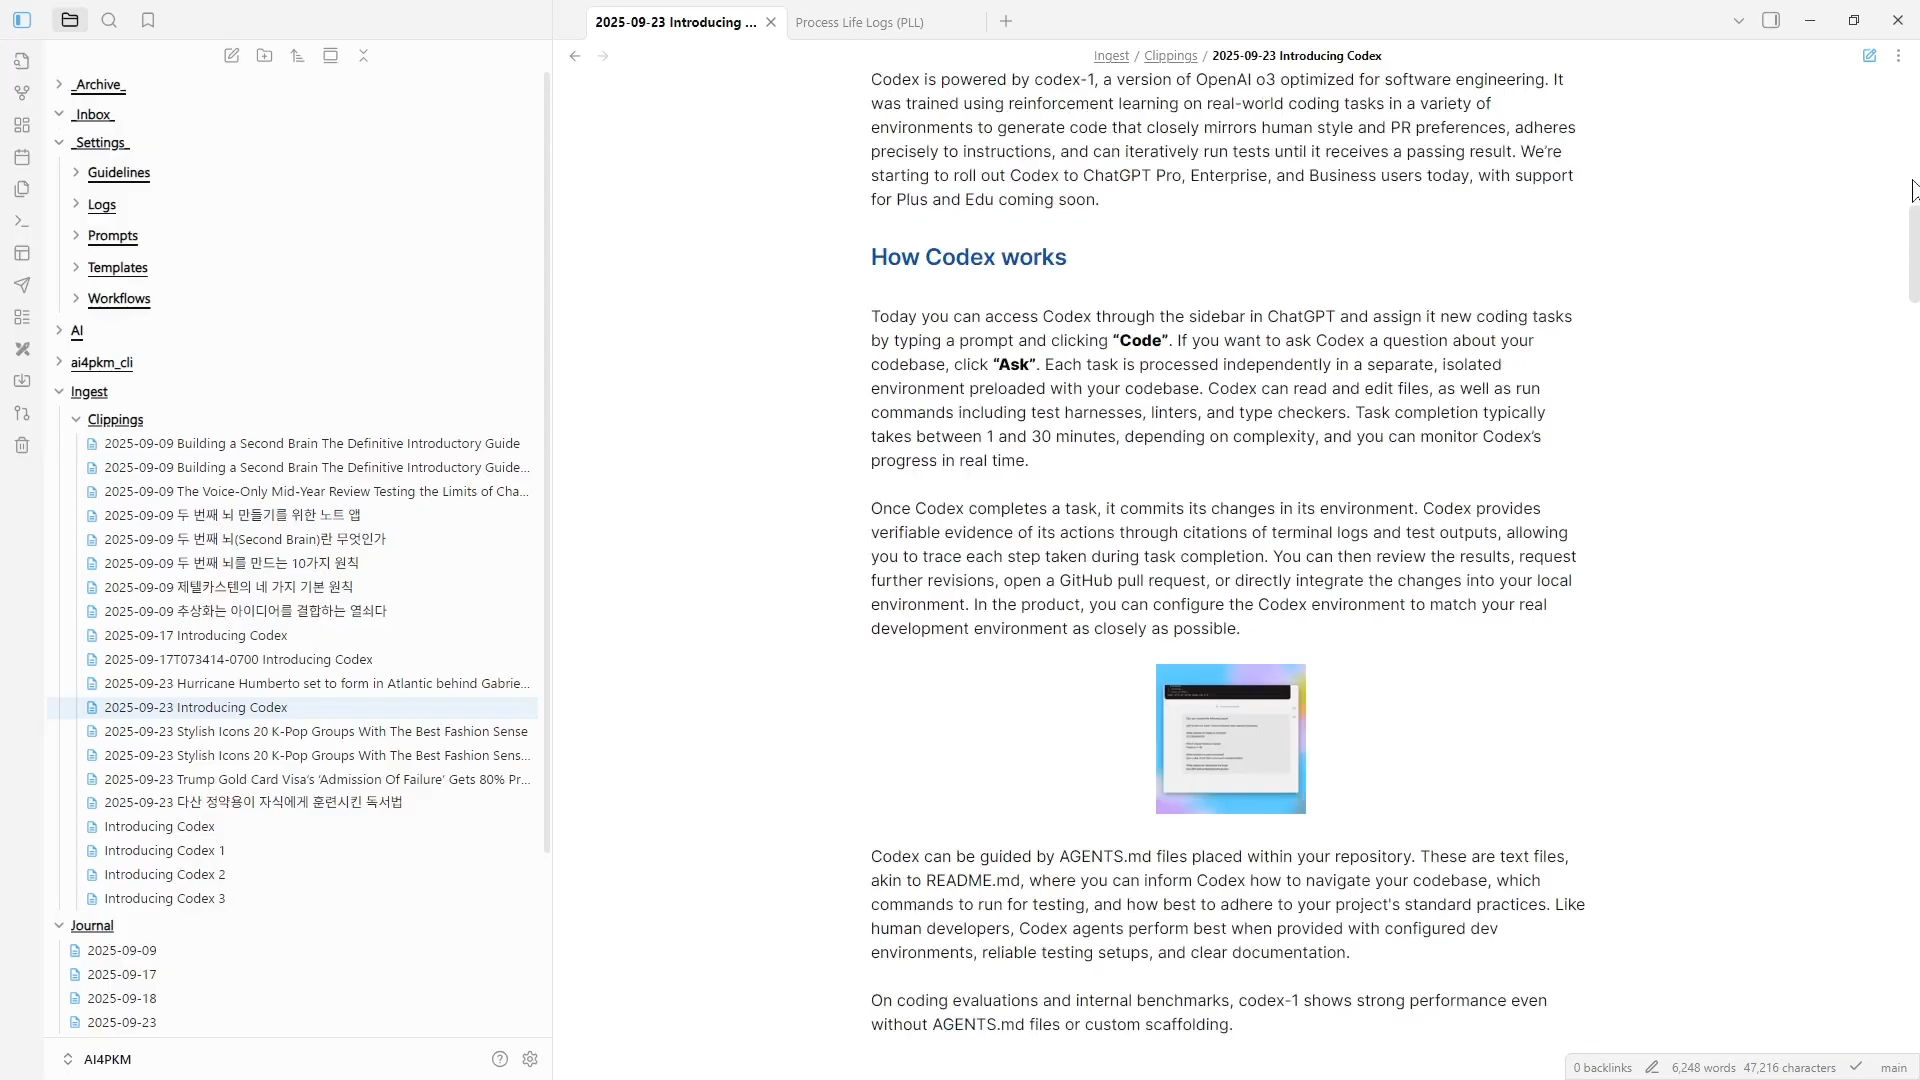 2025-09-23 Introducing ...
Process Life Logs (PLL)
Ingest / Clippings / 2025-09-23 Introducing Codex
_Archive_
_Inbox_
_Settings_
Guidelines
Logs
Prompts
Templates
Workflows
AI
ai4pkm_cli
Ingest
Clippings
2025-09-09 Building a Second Brain The Definitive Introductory Guide
2025-09-09 Building a Second Brain The Definitive Introductory Guide...
2025-09-09 The Voice-Only Mid-Year Review Testing the Limits of Cha...
2025-09-09 두 번째 뇌 만들기를 위한 노트 앱
2025-09-09 두 번째 뇌(Second Brain)란 무엇인가
2025-09-09 두 번째 뇌를 만드는 10가지 원칙
2025-09-09 제텔카스텐의 네 가지 기본 원칙
2025-09-09 추상화는 아이디어를 결합하는 열쇠다
2025-09-17 Introducing Codex
2025-09-17T073414-0700 Introducing Codex
2025-09-23 Hurricane Humberto set to form in Atlantic behind Gabrie...
2025-09-23 Introducing Codex
2025-09-23 Stylish Icons 20 K-Pop Groups With The Best Fashion Sense
2025-09-23 Stylish Icons 20 K-Pop Groups With The Best Fashion Sens...
2025-09-23 Trump Gold Card Visa’s ‘Admission Of Failure’ Gets 80% Pr...
2025-09-23 다산 정약용이 자식에게 훈련시킨 독서법
Introducing Codex
Introducing Codex 1
Introducing Codex 2
Introducing Codex 3
Journal
2025-09-09
2025-09-17
2025-09-18
2025-09-23
AI4PKM
Codex is powered by codex-1, a version of OpenAI o3 optimized for software engineering. It
was trained using reinforcement learning on real-world coding tasks in a variety of
environments to generate code that closely mirrors human style and PR preferences, adheres
precisely to instructions, and can iteratively run tests until it receives a passing result. We’re
starting to roll out Codex to ChatGPT Pro, Enterprise, and Business users today, with support
for Plus and Edu coming soon.
How Codex works
Today you can access Codex through the sidebar in ChatGPT and assign it new coding tasks
by typing a prompt and clicking “Code”. If you want to ask Codex a question about your
codebase, click “Ask”. Each task is processed independently in a separate, isolated
environment preloaded with your codebase. Codex can read and edit files, as well as run
commands including test harnesses, linters, and type checkers. Task completion typically
takes between 1 and 30 minutes, depending on complexity, and you can monitor Codex’s
progress in real time.
Once Codex completes a task, it commits its changes in its environment. Codex provides
verifiable evidence of its actions through citations of terminal logs and test outputs, allowing
you to trace each step taken during task completion. You can then review the results, request
further revisions, open a GitHub pull request, or directly integrate the changes into your local
environment. In the product, you can configure the Codex environment to match your real
development environment as closely as possible.
Codex can be guided by AGENTS.md files placed within your repository. These are text files,
akin to README.md, where you can inform Codex how to navigate your codebase, which
commands to run for testing, and how best to adhere to your project's standard practices. Like
human developers, Codex agents perform best when provided with configured dev
environments, reliable testing setups, and clear documentation.
On coding evaluations and internal benchmarks, codex-1 shows strong performance even
without AGENTS.md files or custom scaffolding.
0 backlinks 6,248 words 47,216 characters main